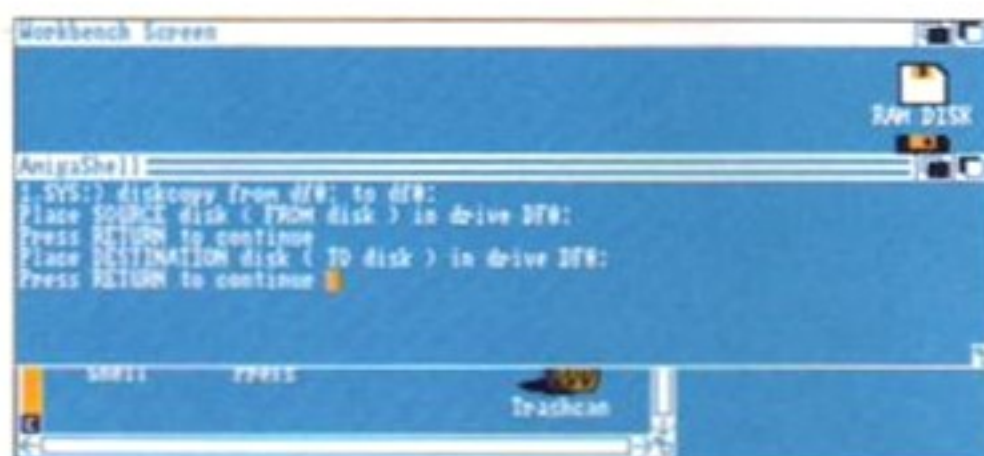 Workbench Screen
RAM DISK
AmigaShell
1.SYS:> diskcopy from df0: to df0:
Place SOURCE disk ( FROM disk ) in drive DF0:
Press RETURN to continue
Place DESTINATION disk ( TO disk ) in drive DF0:
Press RETURN to continue
Shell
Trashcan